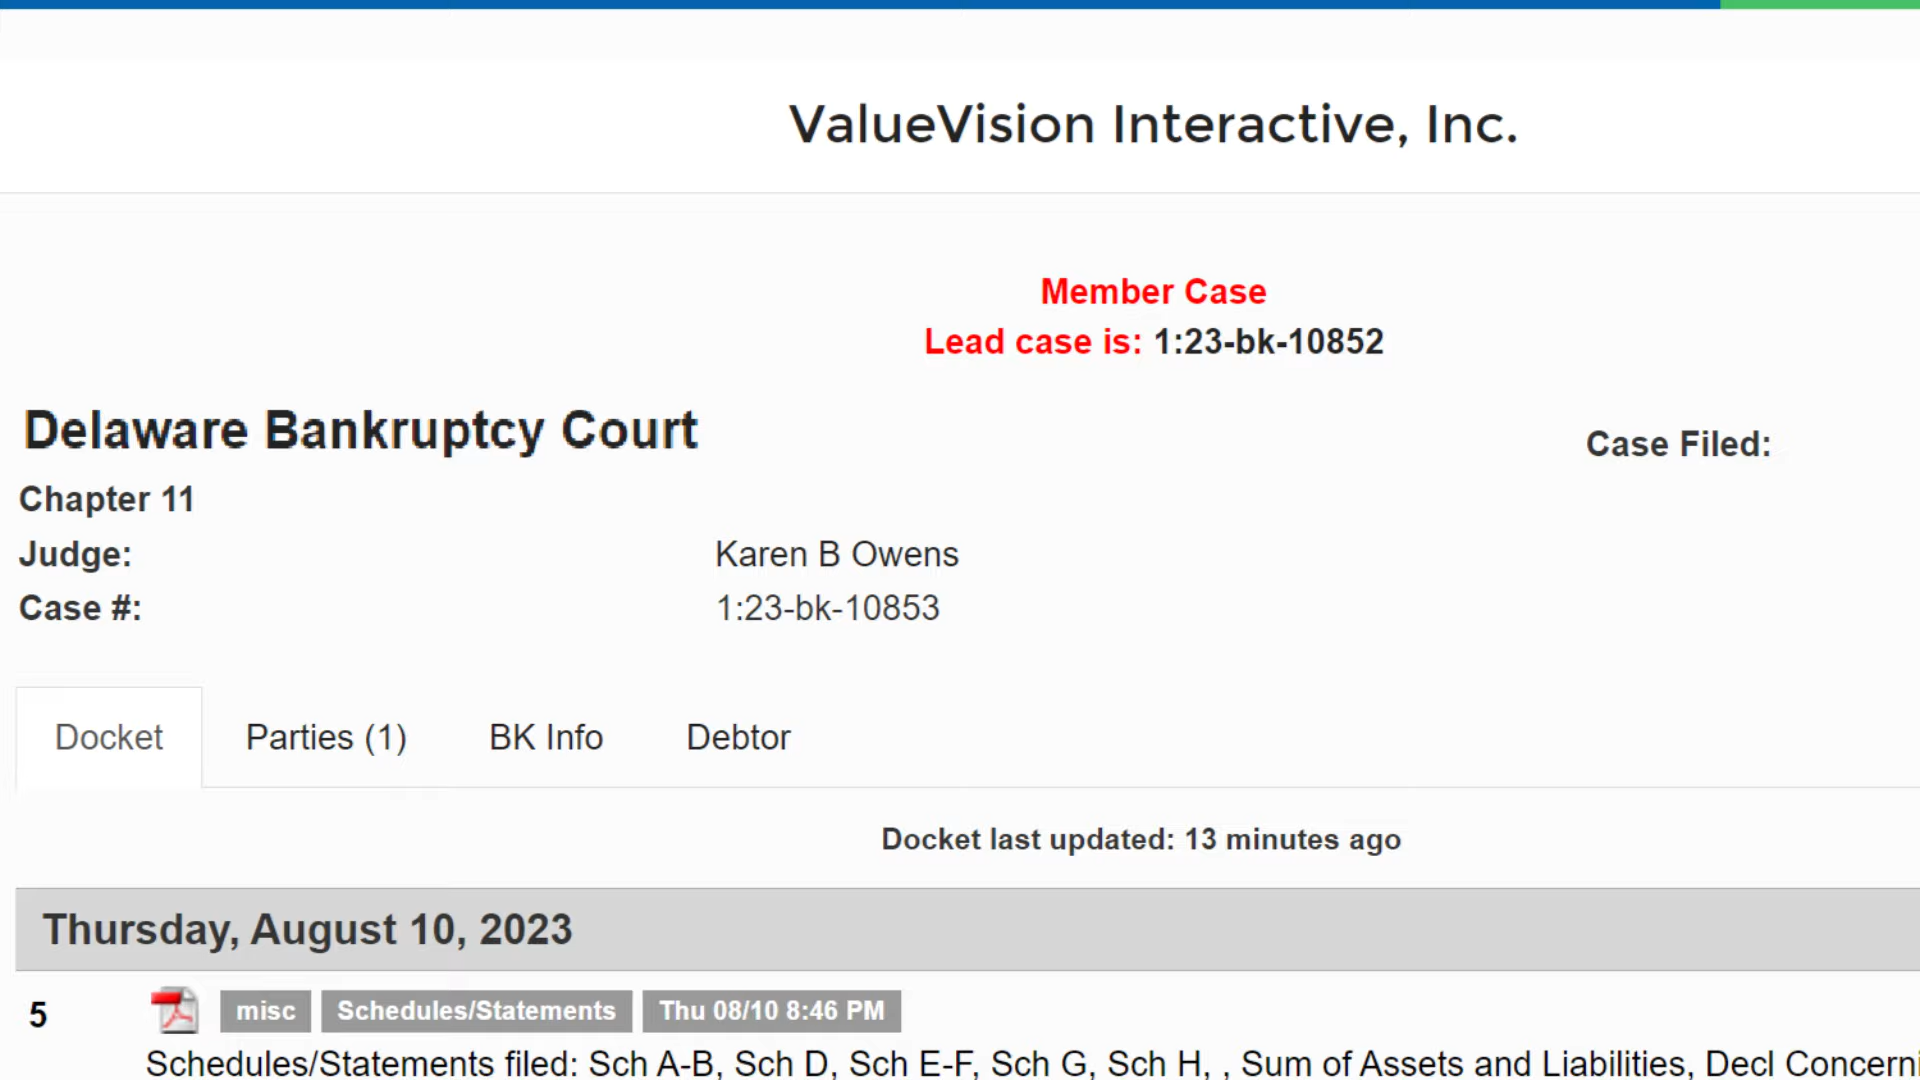 ValueVision Interactive, Inc.
Member Case
Lead case is: 1:23-bk-10852
Delaware Bankruptcy Court
Case Filed:
Chapter 11
Judge: Karen B Owens
Case #: 1:23-bk-10853
Docket Parties (1) BK Info Debtor
Docket last updated: 13 minutes ago
Thursday, August 10, 2023
5 misc Schedules/Statements Thu 08/10 8:46 PM
Schedules/Statements filed: Sch A-B, Sch D, Sch E-F, Sch G, Sch H, , Sum of Assets and Liabilities, Decl Concerni